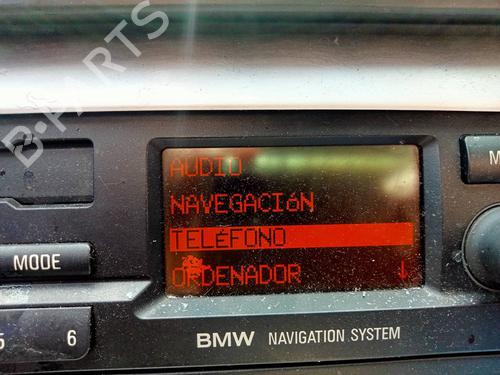 B-PARTS
AUDIO
NAVEGACIóN
TELéFONO
ORDENADOR ↓
MODE
M
5 6
BMW NAVIGATION SYSTEM